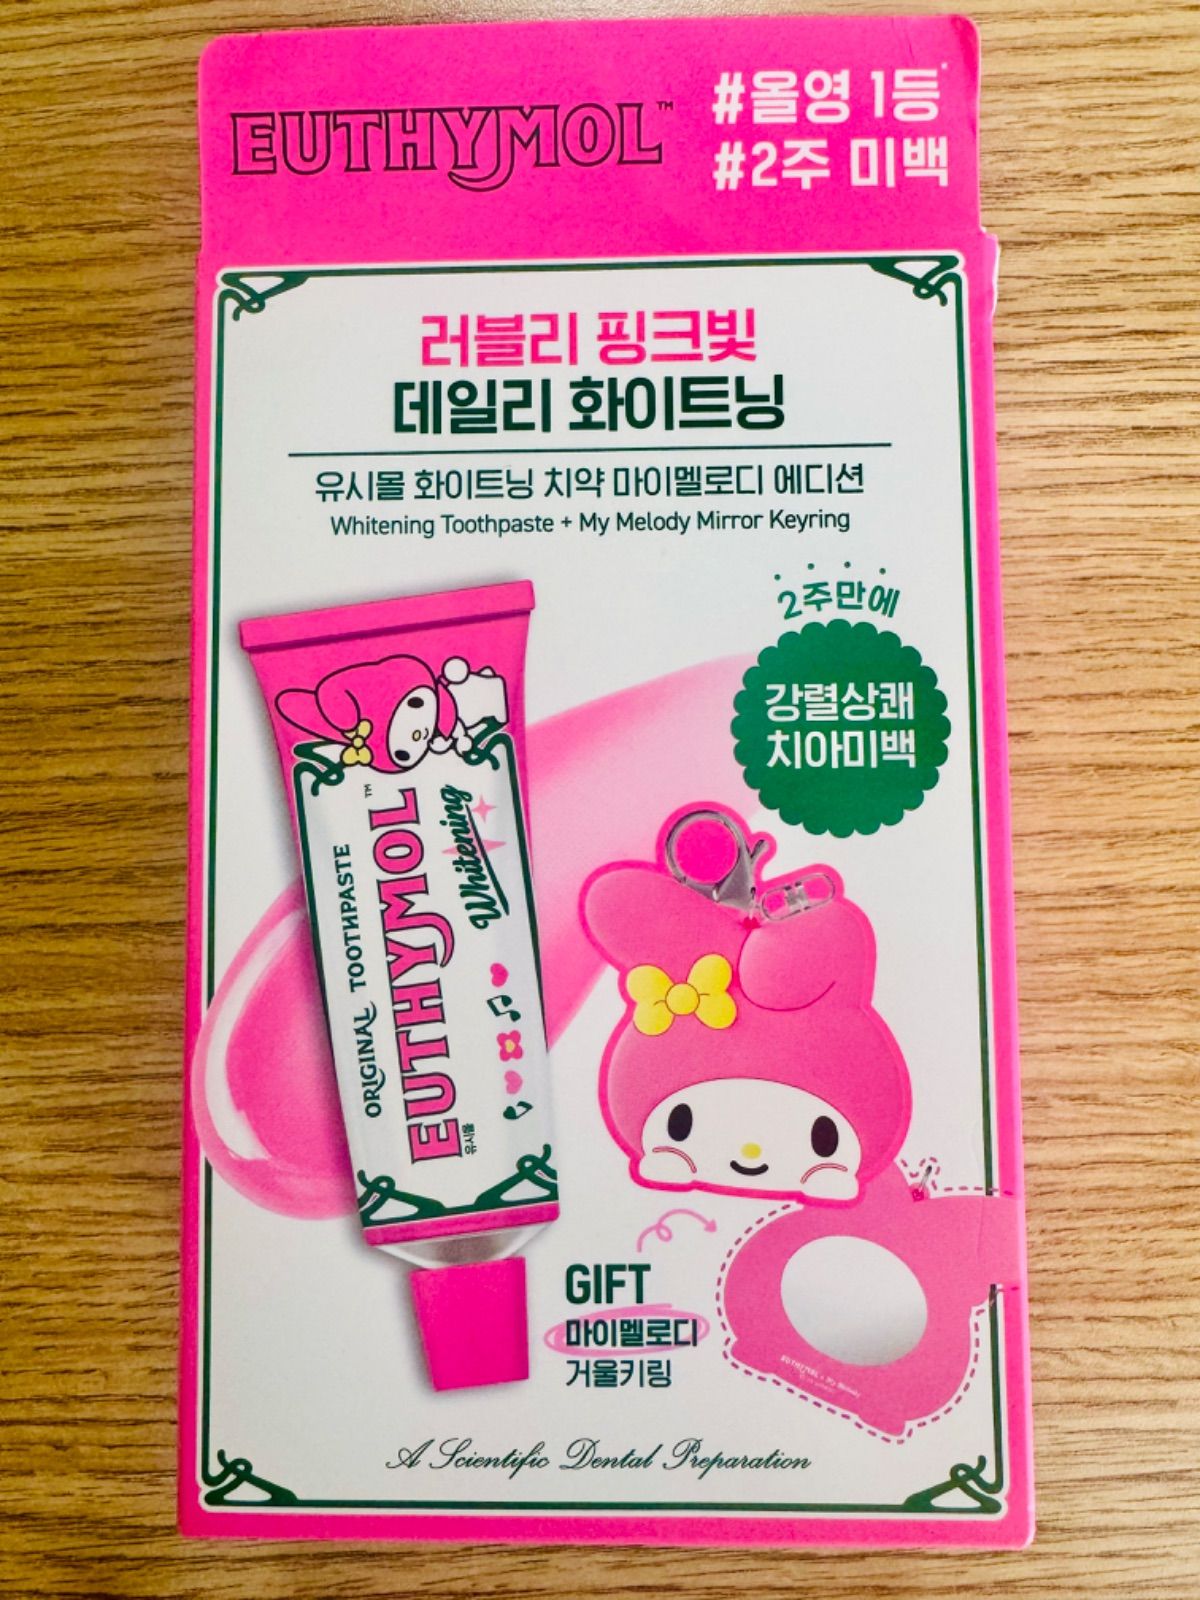 EUTHYMOL™
#올영 1등*
#2주 미백
러블리 핑크빛
데일리 화이트닝
유시몰 화이트닝 치약 마이멜로디 에디션
Whitening Toothpaste + My Melody Mirror Keyring
2주만에
강렬상쾌
치아미백
ORIGINAL TOOTHPASTE
EUTHYMOL™
유시몰
Whitening
GIFT
마이멜로디
거울키링
EUTHYMOL × My Melody
A Scientific Dental Preparation